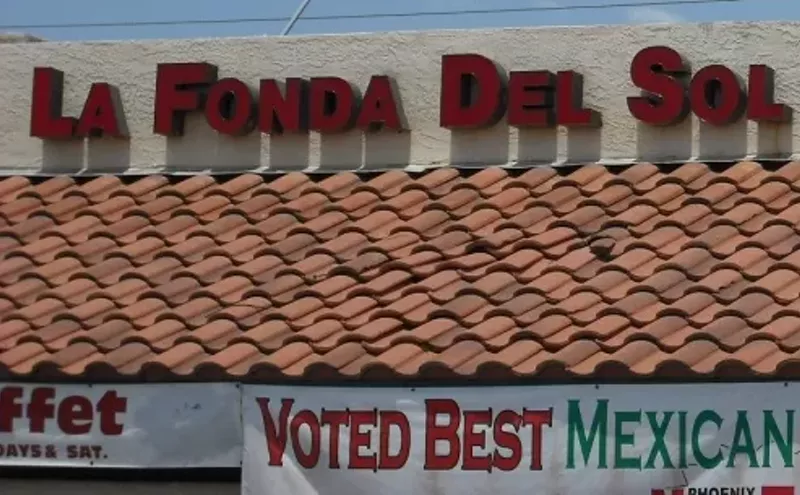 LA FONDA DEL SOL
ffet
DAYS & SAT.
VOTED BEST MEXICAN
PHOENIX